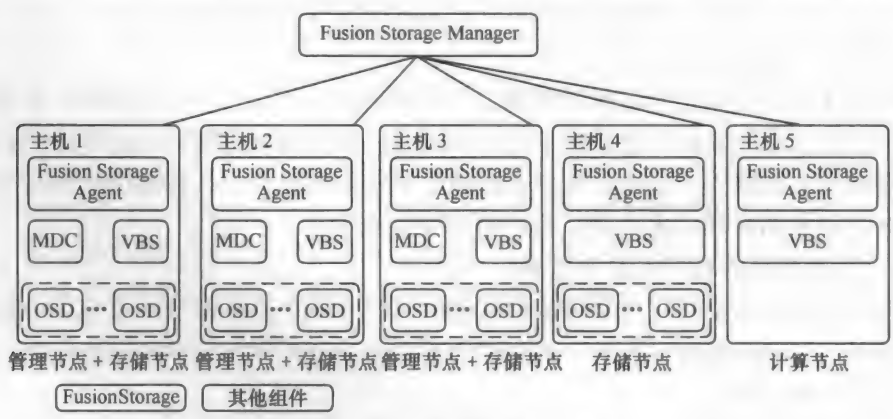 Fusion Storage Manager
主机 1
主机 2
主机 3
主机 4
主机 5
Fusion Storage
Agent
Fusion Storage
Agent
Fusion Storage
Agent
Fusion Storage
Agent
Fusion Storage
Agent
MDC VBS MDC VBS MDC VBS VBS VBS
OSD ··· OSD OSD ··· OSD OSD ··· OSD OSD ··· OSD
管理节点 + 存储节点 管理节点 + 存储节点 管理节点 + 存储节点 存储节点 计算节点
FusionStorage 其他组件